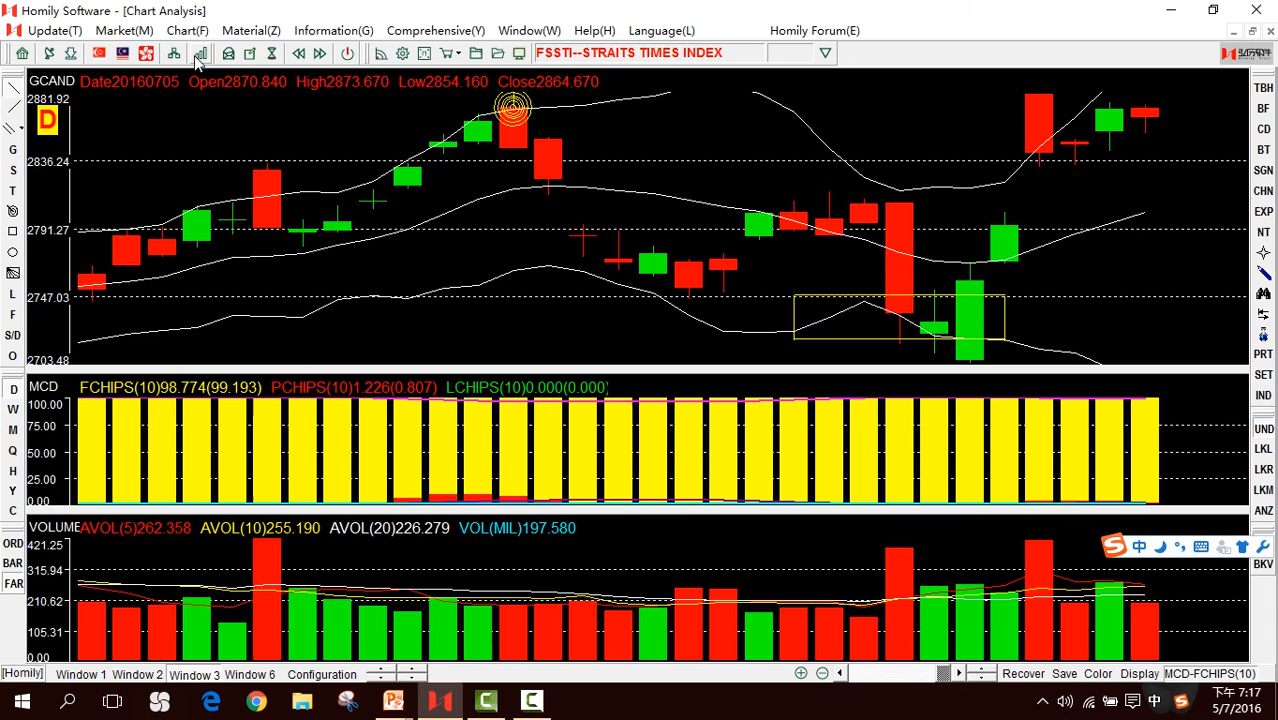 Homily Software - [Chart Analysis]
Update(T) Market(M) Chart(F) Material(Z) Information(G) Comprehensive(Y) Window(W) Help(H) Language(L) Homily Forum(M)
FSSTI--STRAITS TIMES INDEX
GCAND Date20160705 Open2870.840 High2873.670 Low2854.160 Close2864.670
2881.92
D
2836.24
2791.27
2747.03
2703.48
MCD FCHIPS(10)98.774(99.193) PCHIPS(10)1.226(0.807) LCHIPS(10)0.000(0.000)
100.00
75.00
50.00
25.00
0.00
VOLUME AVOL(5)262.358 AVOL(10)255.190 AVOL(20)226.279 VOL(MIL)197.580
421.25
315.94
210.62
105.31
0.00
G
S
T
L
F
S/D
O
D
W
M
Q
H
Y
C
ORD
BAR
FAR
TBH
BF
CF
BT
SGN
CHN
EXP
NT
PRT
SET
IND
UND
LKL
LKR
LKM
ANZ
BKV
中
[Homily] Window 1 Window 2 Window 3 Window 6 Configuration Recover Save Color Display MCD-FCHIPS(10)
中 下午 7:17
5/7/2016